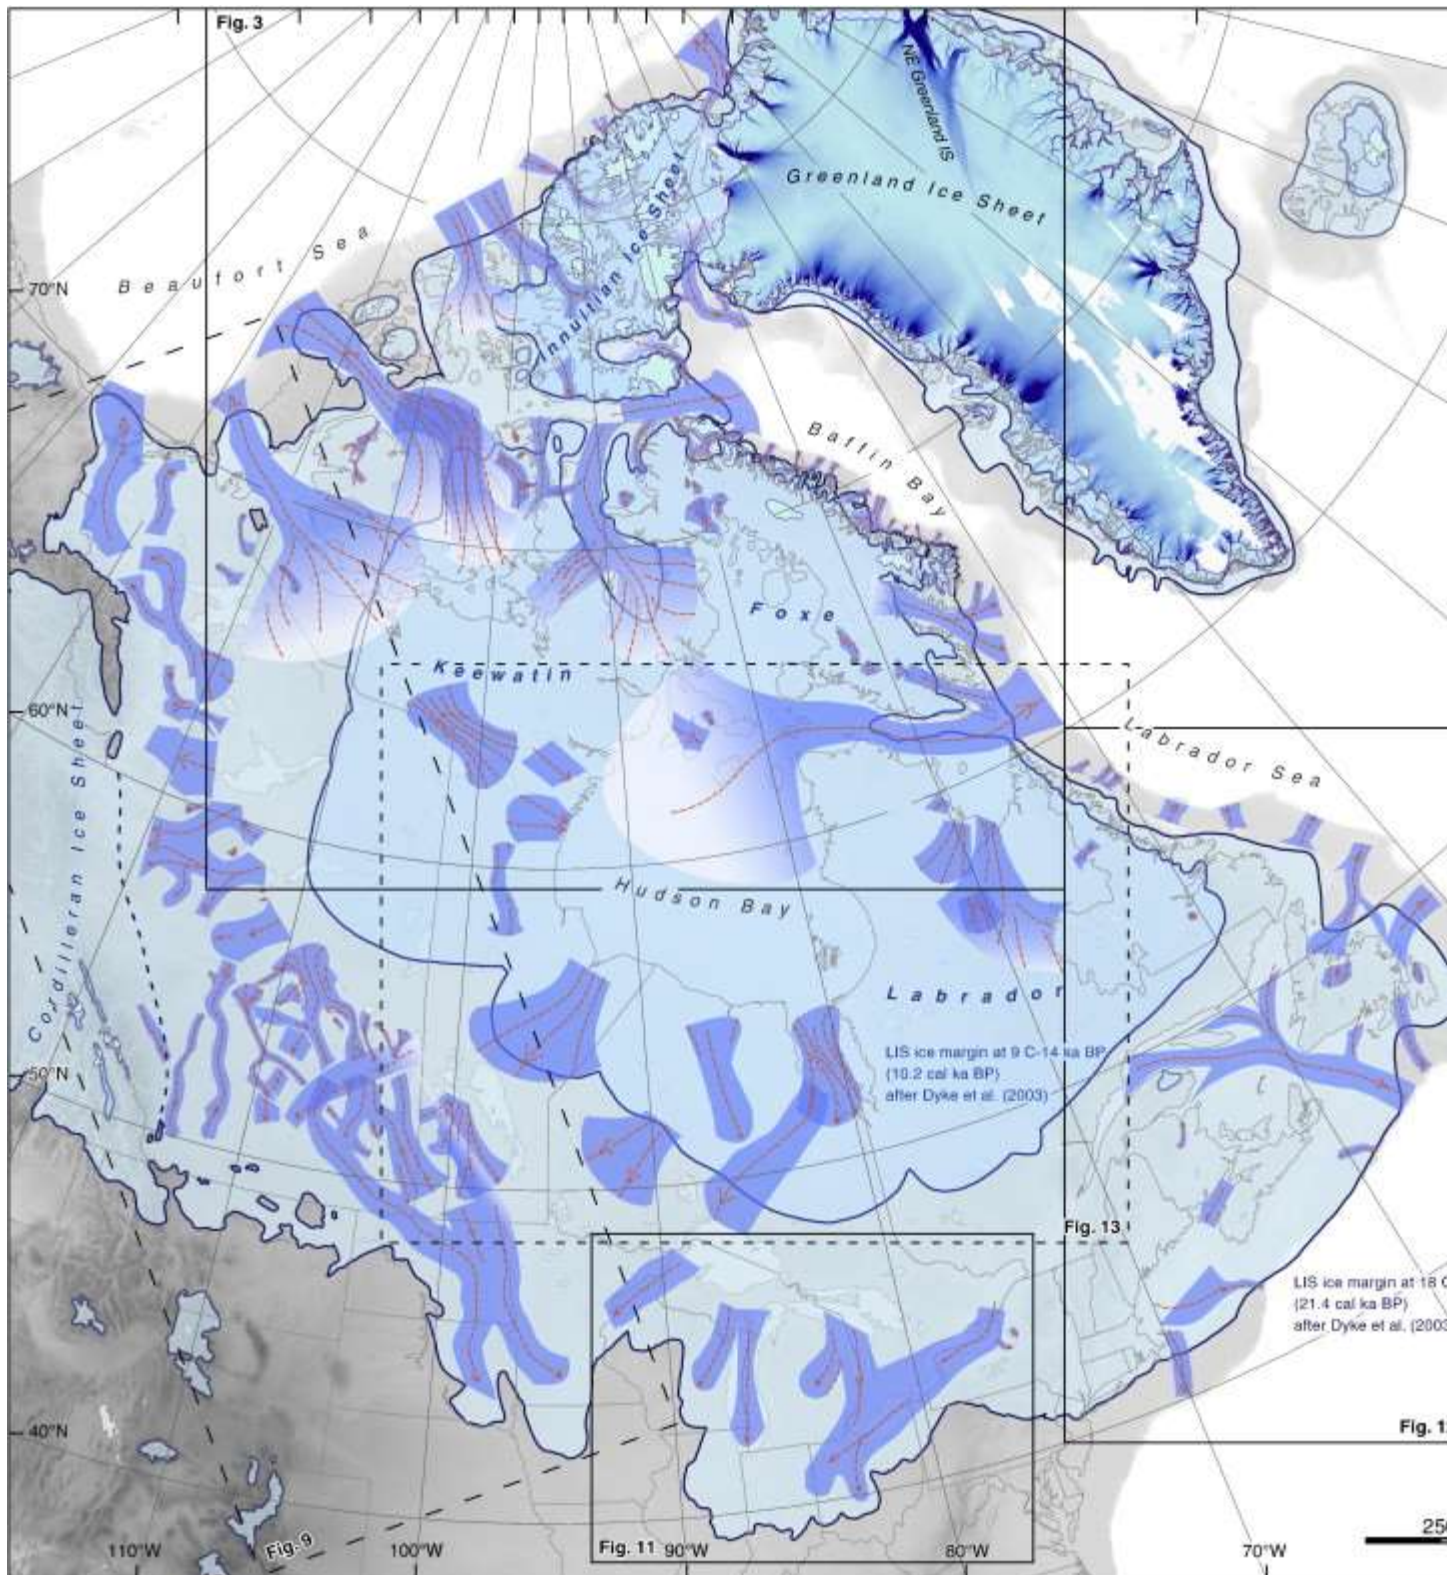 Fig. 3
NE Greenland IS
Greenland Ice Sheet
Innuitian Ice Sheet
Beaufort Sea
70°N
Baffin Bay
Foxe
Keewatin
60°N
Labrador Sea
Cordilleran Ice Sheet
Hudson Bay
Labrador
LIS ice margin at 9 C-14 ka BP
(10.2 cal ka BP)
after Dyke et al. (2003)
50°N
Fig. 13
LIS ice margin at 18
(21.4 cal ka BP)
after Dyke et al. (2003
40°N
Fig. 9
Fig. 11
110°W
100°W
90°W
80°W
70°W